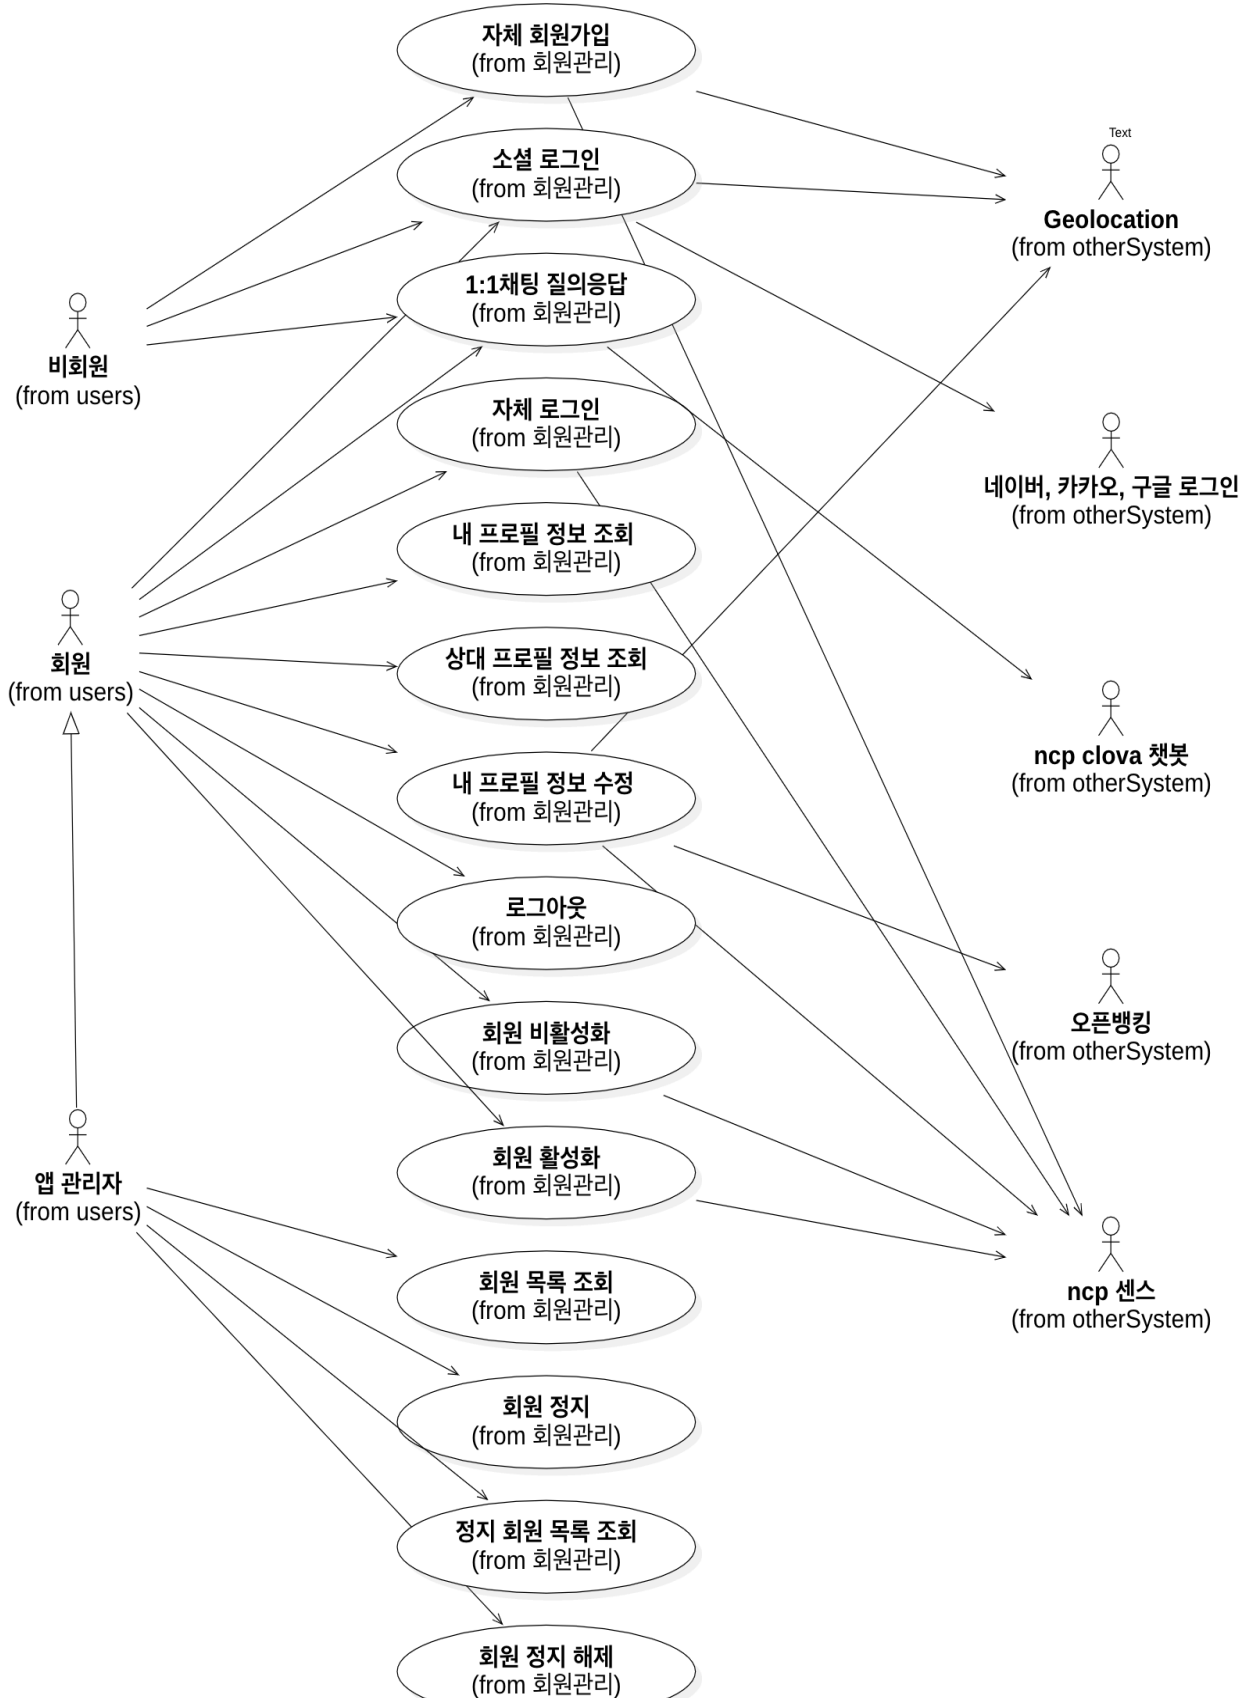 자체 회원가입
(from 회원관리)
소셜 로그인
(from 회원관리)
1:1채팅 질의응답
(from 회원관리)
자체 로그인
(from 회원관리)
내 프로필 정보 조회
(from 회원관리)
상대 프로필 정보 조회
(from 회원관리)
내 프로필 정보 수정
(from 회원관리)
로그아웃
(from 회원관리)
회원 비활성화
(from 회원관리)
회원 활성화
(from 회원관리)
회원 목록 조회
(from 회원관리)
회원 정지
(from 회원관리)
정지 회원 목록 조회
(from 회원관리)
회원 정지 해제
(from 회원관리)
비회원
(from users)
회원
(from users)
앱 관리자
(from users)
Text
Geolocation
(from otherSystem)
네이버, 카카오, 구글 로그인
(from otherSystem)
ncp clova 챗봇
(from otherSystem)
오픈뱅킹
(from otherSystem)
ncp 센스
(from otherSystem)